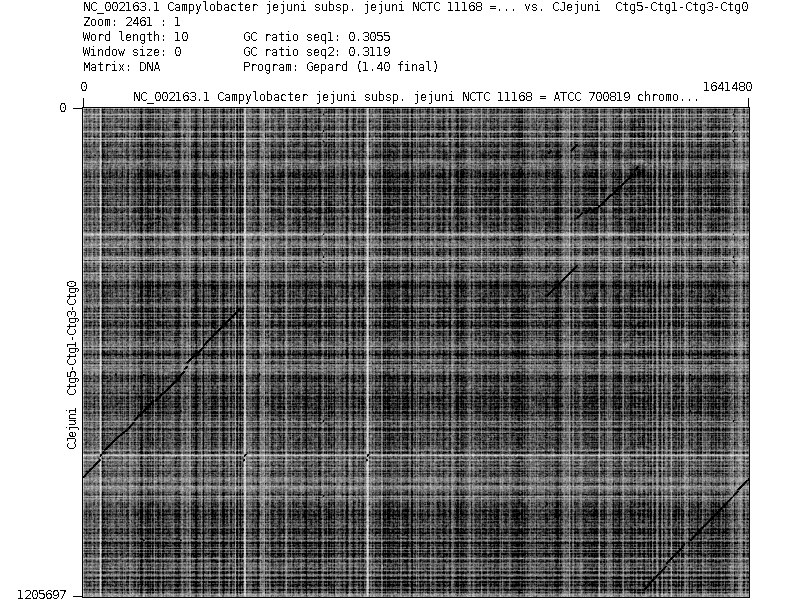 NC_002163.1 Campylobacter jejuni subsp. jejuni NCTC 11168 =... vs. CJejuni  Ctg5-Ctg1-Ctg3-Ctg0
Zoom: 2461 : 1
Word length: 10 GC ratio seq1: 0.3055
Window size: 0 GC ratio seq2: 0.3119
Matrix: DNA Program: Gepard (1.40 final)
0 1641480
NC_002163.1 Campylobacter jejuni subsp. jejuni NCTC 11168 = ATCC 700819 chromo...
0
CJejuni  Ctg5-Ctg1-Ctg3-Ctg0
1205697